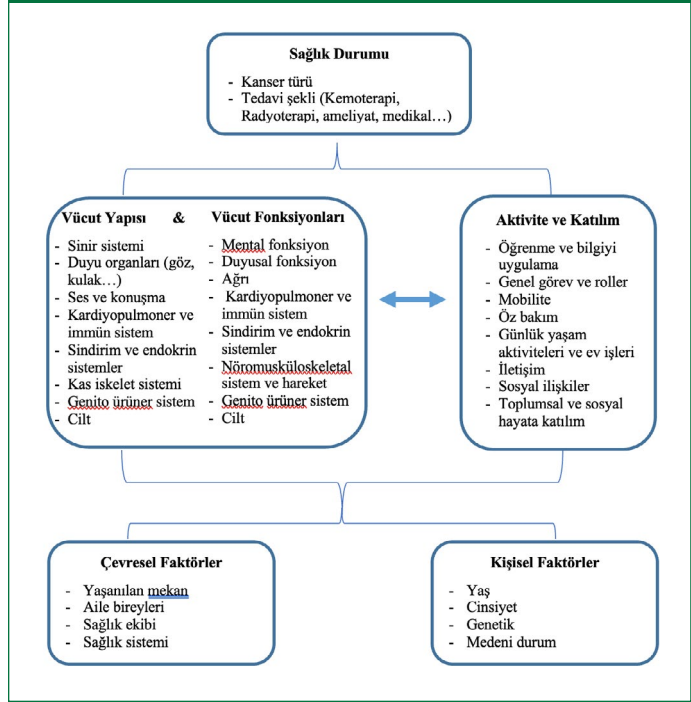 Sağlık Durumu
- Kanser türü
- Tedavi şekli (Kemoterapi,
Radyoterapi, ameliyat, medikal…)
Vücut Yapısı & Vücut Fonksiyonları
- Sinir sistemi
- Duyu organları (göz,
kulak…)
- Ses ve konuşma
- Kardiyopulmoner ve
immün sistem
- Sindirim ve endokrin
sistemler
- Kas iskelet sistemi
- Genito ürüner sistem
- Cilt
- Mental fonksiyon
- Duyusal fonksiyon
- Ağrı
- Kardiyopulmoner ve
immün sistem
- Sindirim ve endokrin
sistemler
- Nöromusküloskeletal
sistem ve hareket
- Genito ürüner sistem
- Cilt
Aktivite ve Katılım
- Öğrenme ve bilgiyi
uygulama
- Genel görev ve roller
- Mobilite
- Öz bakım
- Günlük yaşam
aktiviteleri ve ev işleri
- İletişim
- Sosyal ilişkiler
- Toplumsal ve sosyal
hayata katılım
Çevresel Faktörler
- Yaşanılan mekan
- Aile bireyleri
- Sağlık ekibi
- Sağlık sistemi
Kişisel Faktörler
- Yaş
- Cinsiyet
- Genetik
- Medeni durum